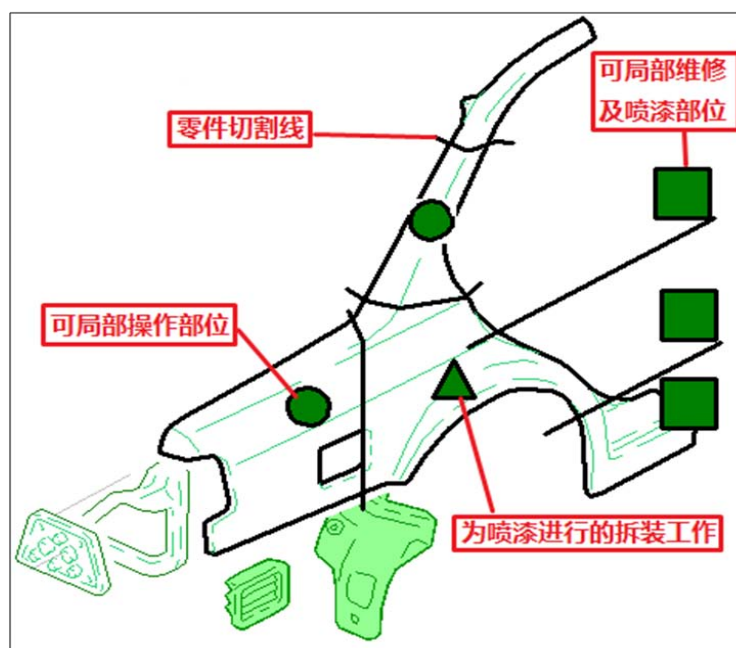 可局部维修
及喷漆部位
零件切割线
可局部操作部位
为喷漆进行的拆装工作